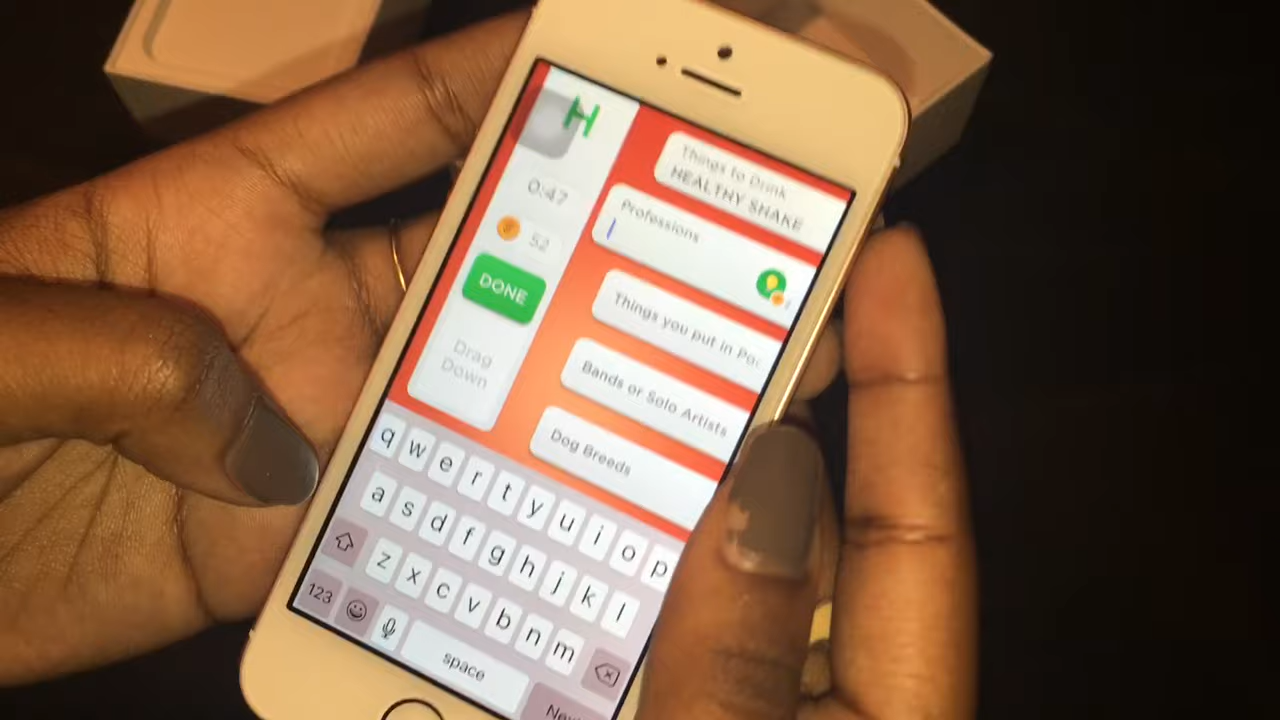 H
0:47
52
DONE
Drag
Down
Things to Drink
HEALTHY SHAKE
Professions
Things you put in
Bands or Solo Artists
Dog Breeds
q w e r t y u i o p
a s d f g h j k l
z x c v b n m
123
space